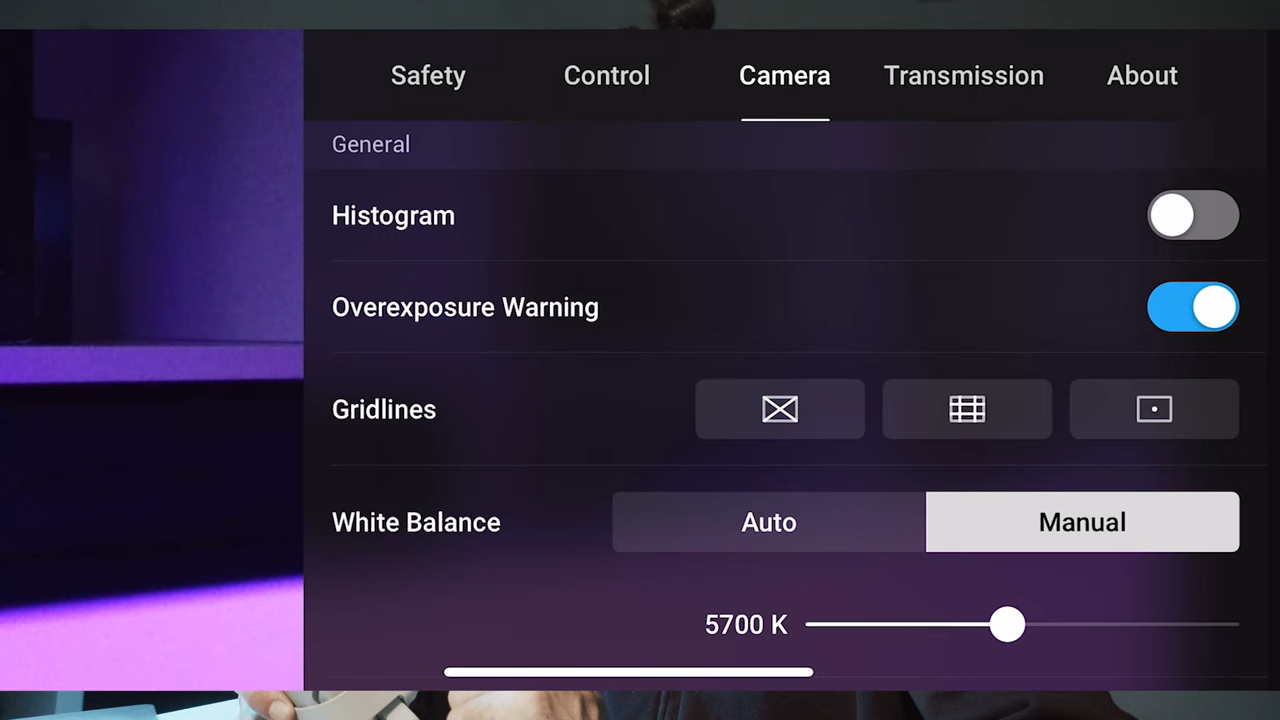 Safety Control Camera Transmission About
General
Histogram
Overexposure Warning
Gridlines
White Balance Auto Manual
5700 K